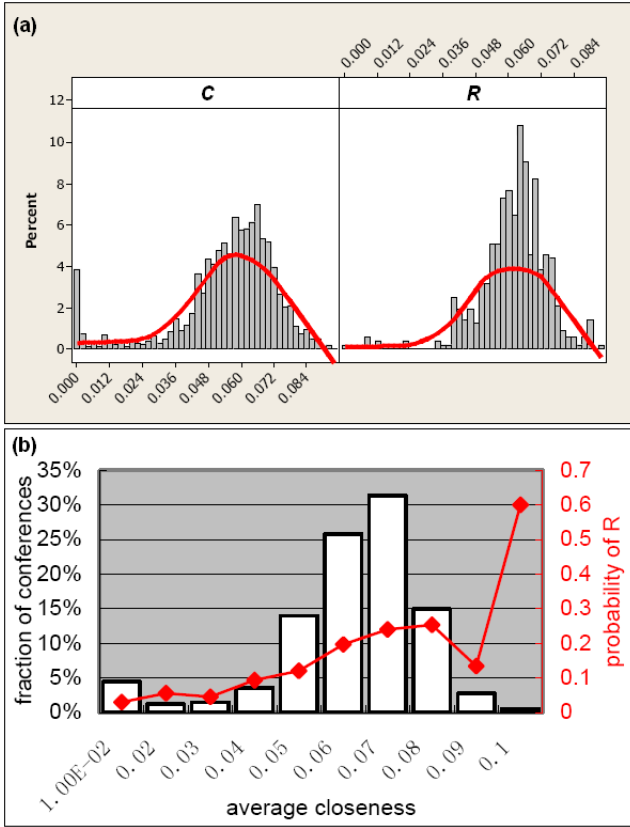 (a)
0.000 0.012 0.024 0.036 0.048 0.060 0.072 0.084
C R
Percent
12
10
8
6
4
2
0
0.000 0.012 0.024 0.036 0.048 0.060 0.072 0.084
(b)
fraction of conferences
35%
30%
25%
20%
15%
10%
5%
0%
0.7
0.6
0.5
0.4
0.3
0.2
0.1
0
probability of R
1.00E-02 0.02 0.03 0.04 0.05 0.06 0.07 0.08 0.09 0.1
average closeness